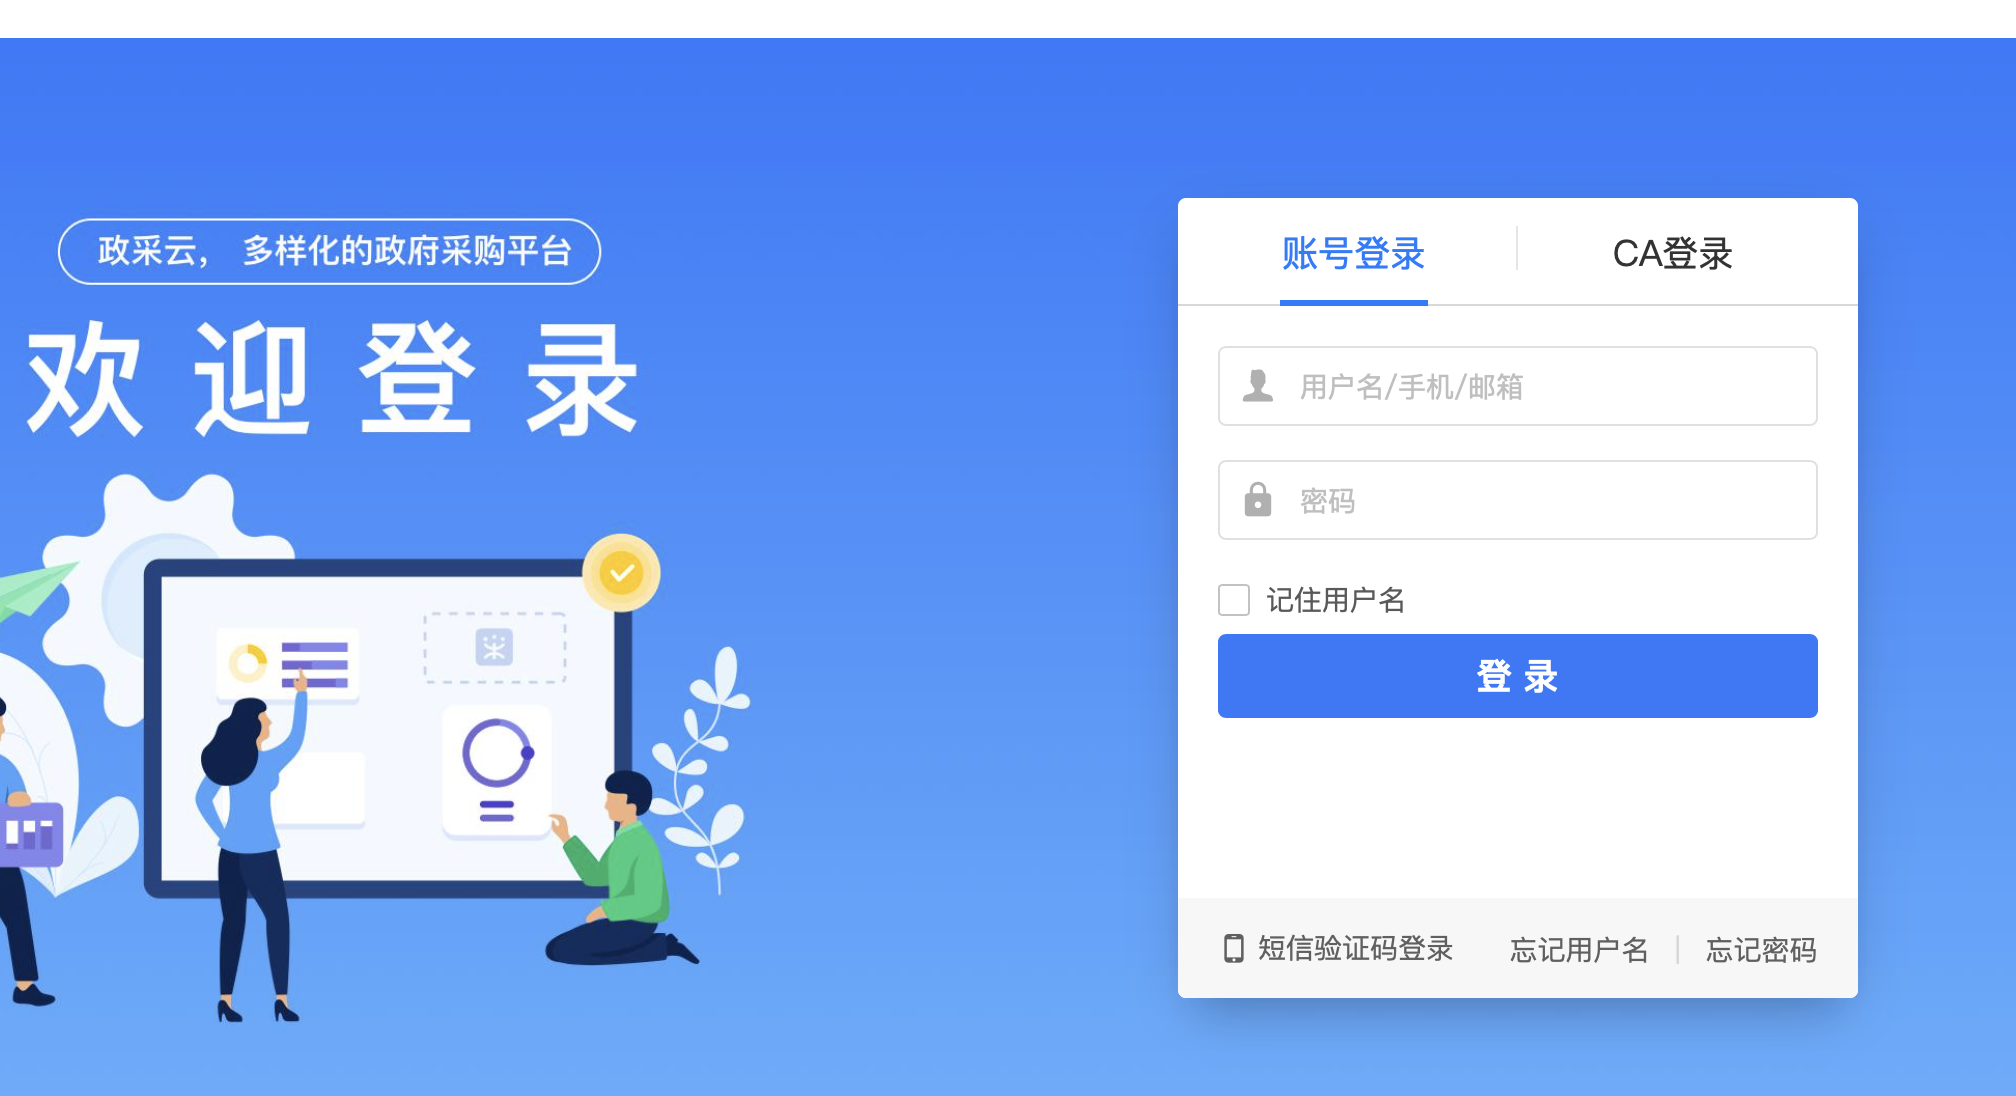 政采云， 多样化的政府采购平台
欢迎登录
采
账号登录
CA登录
用户名/手机/邮箱
密码
记住用户名
登 录
短信验证码登录
忘记用户名
忘记密码